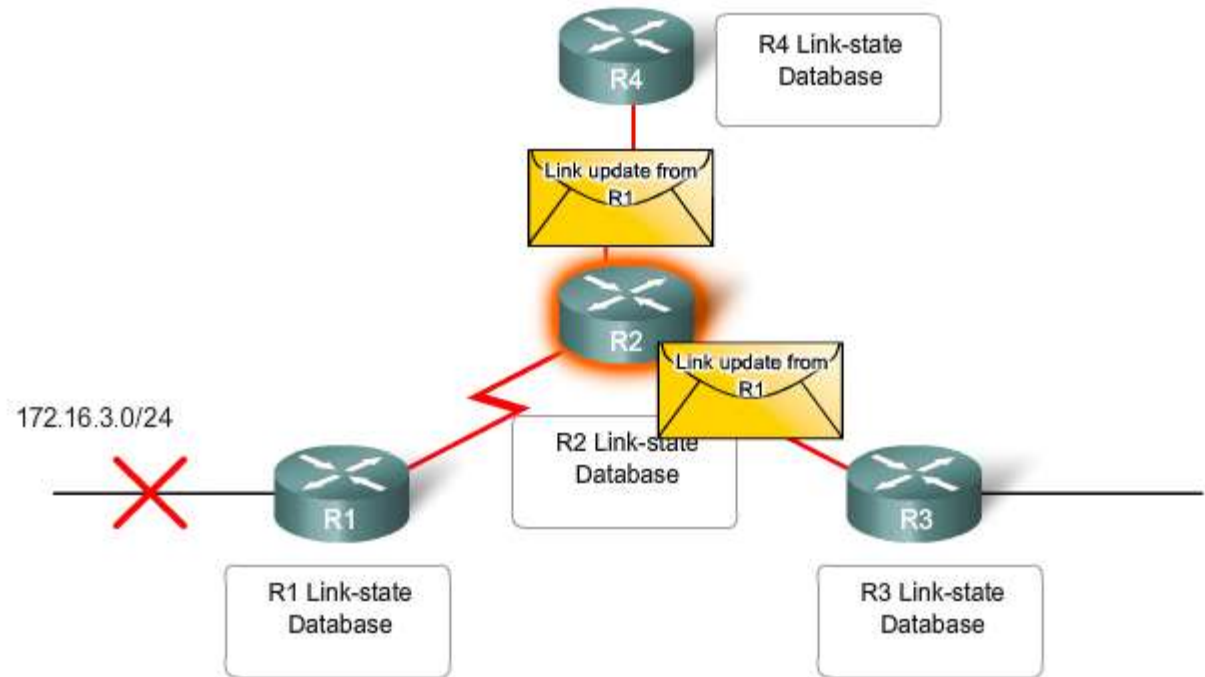 R4
R4 Link-state
Database
Link update from
R1
R2
Link update from
R1
172.16.3.0/24
R2 Link-state
Database
R1
R3
R1 Link-state
Database
R3 Link-state
Database